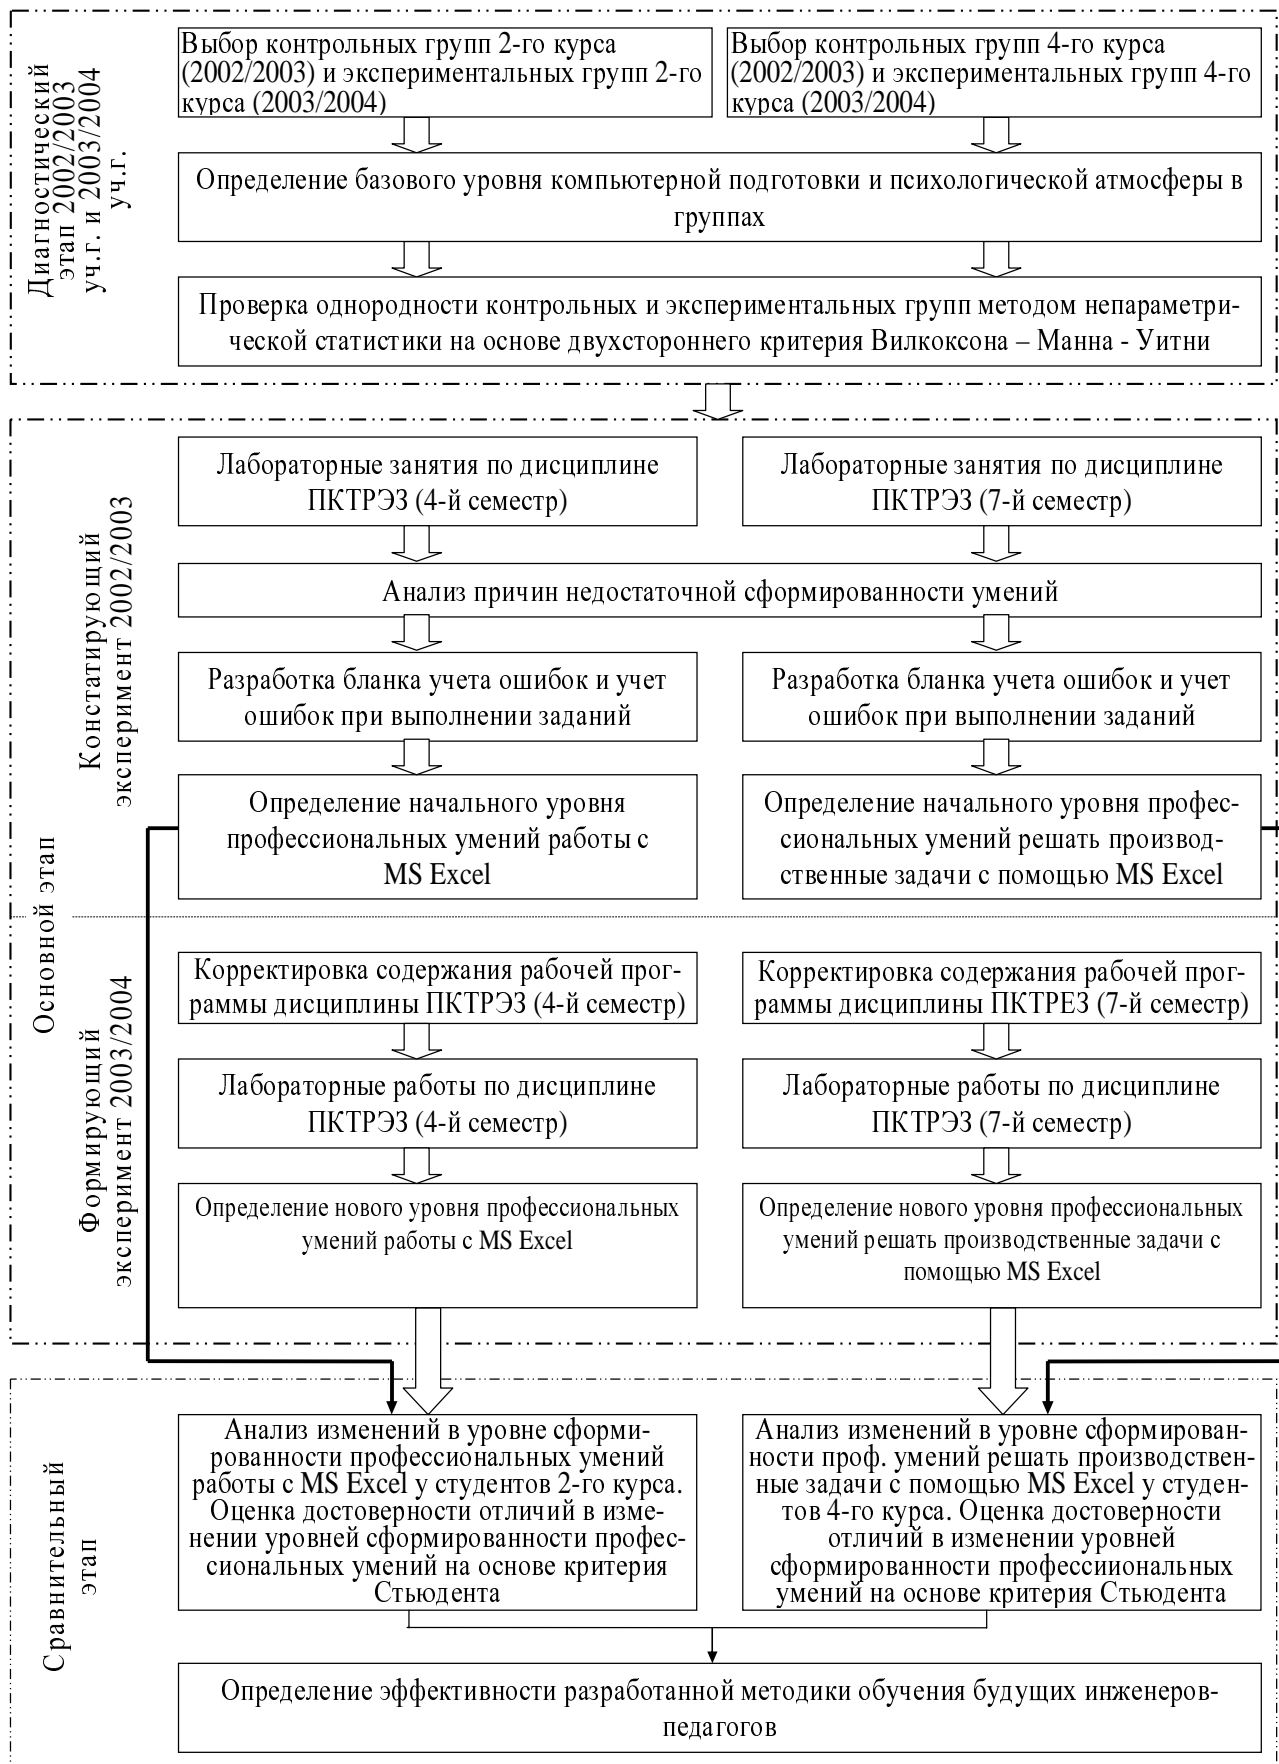 Диагностический
этап 2002/2003
уч.г. и 2003/2004
уч.г.
Выбор контрольных групп 2-го курса
(2002/2003) и экспериментальных групп 2-го
курса (2003/2004)
Выбор контрольных групп 4-го курса
(2002/2003) и экспериментальных групп 4-го
курса (2003/2004)
Определение базового уровня компьютерной подготовки и психологической атмосферы в
группах
Проверка однородности контрольных и экспериментальных групп методом непараметри-
ческой статистики на основе двухстороннего критерия Вилкоксона – Манна - Уитни
Основной этап
Констатирующий
эксперимент 2002/2003
Лабораторные занятия по дисциплине
ПКТРЭЗ (4-й семестр)
Лабораторные занятия по дисциплине
ПКТРЭЗ (7-й семестр)
Анализ причин недостаточной сформированности умений
Разработка бланка учета ошибок и учет
ошибок при выполнении заданий
Разработка бланка учета ошибок и учет
ошибок при выполнении заданий
Определение начального уровня
профессиональных умений работы с
MS Excel
Определение начального уровня профес-
сиональных умений решать производ-
ственные задачи с помощью MS Excel
Формирующий
эксперимент 2003/2004
Корректировка содержания рабочей прог-
раммы дисциплины ПКТРЭЗ (4-й семестр)
Корректировка содержания рабочей прог-
раммы дисциплины ПКТРЕЗ (7-й семестр)
Лабораторные работы по дисциплине
ПКТРЭЗ (4-й семестр)
Лабораторные работы по дисциплине
ПКТРЭЗ (7-й семестр)
Определение нового уровня профессиональных
умений работы с MS Excel
Определение нового уровня профессиональных
умений решать производственные задачи с
помощью MS Excel
Сравнительный
этап
Анализ изменений в уровне сформи-
рованности профессиональных умений
работы с MS Excel у студентов 2-го курса.
Оценка достоверности отличий в изме-
нении уровней сформированности профес-
сиональных умений на основе критерия
Стьюдента
Анализ изменений в уровне сформирован-
ности проф. умений решать производствен-
ные задачи с помощью MS Excel у студен-
тов 4-го курса. Оценка достоверности
отличий в изменении уровней
сформированности профессииональных
умений на основе критерия Стьюдента
Определение эффективности разработанной методики обучения будущих инженеров-
педагогов